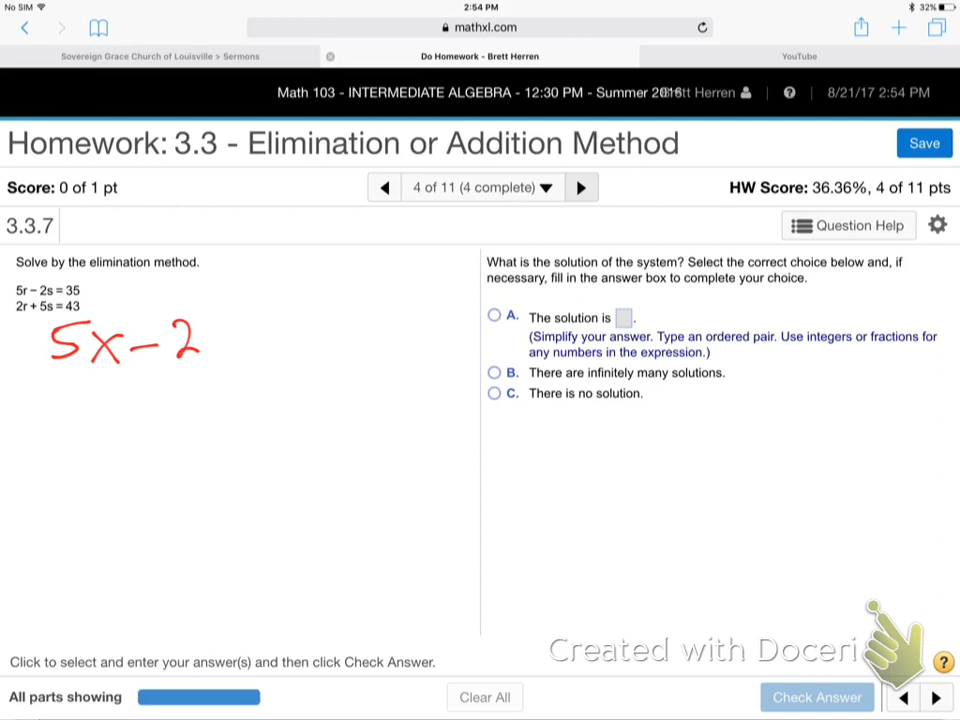 No SIM 2:54 PM 32%
mathxl.com
Sovereign Grace Church of Louisville > Sermons Do Homework - Brett Herren YouTube
Math 103 - INTERMEDIATE ALGEBRA - 12:30 PM - Summer 2016 Brett Herren ? 8/21/17 2:54 PM
Homework: 3.3 - Elimination or Addition Method Save
Score: 0 of 1 pt 4 of 11 (4 complete) HW Score: 36.36%, 4 of 11 pts
3.3.7 Question Help
Solve by the elimination method.
5r − 2s = 35
2r + 5s = 43
5x − 2
What is the solution of the system? Select the correct choice below and, if
necessary, fill in the answer box to complete your choice.
A. The solution is .
(Simplify your answer. Type an ordered pair. Use integers or fractions for
any numbers in the expression.)
B. There are infinitely many solutions.
C. There is no solution.
Created with Doceri
Click to select and enter your answer(s) and then click Check Answer. ?
All parts showing Clear All Check Answer